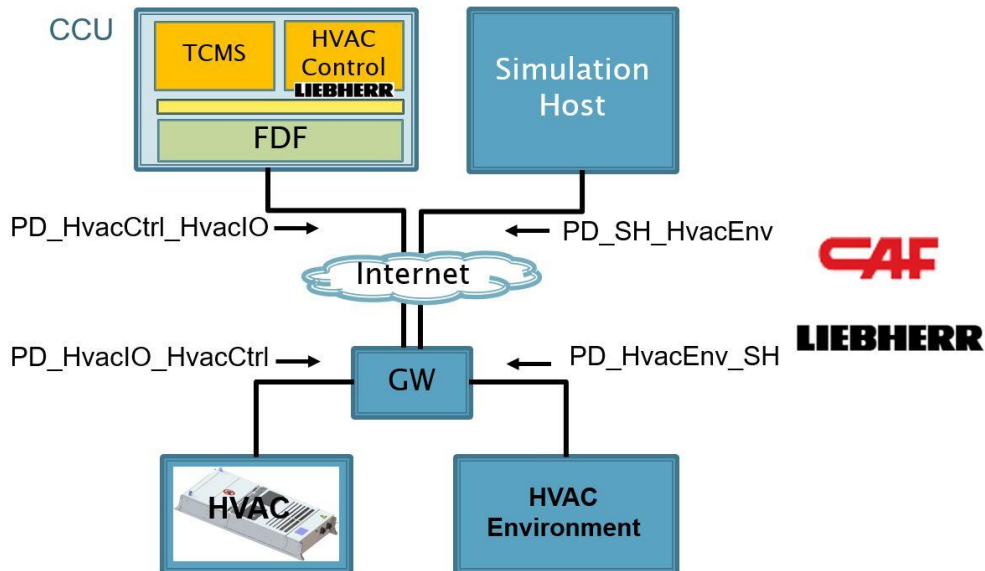 CCU
TCMS
HVAC
Control
LIEBHERR
FDF
Simulation
Host
PD_HvacCtrl_HvacIO
PD_SH_HvacEnv
Internet
CAF
LIEBHERR
PD_HvacIO_HvacCtrl
PD_HvacEnv_SH
GW
HVAC
HVAC
Environment